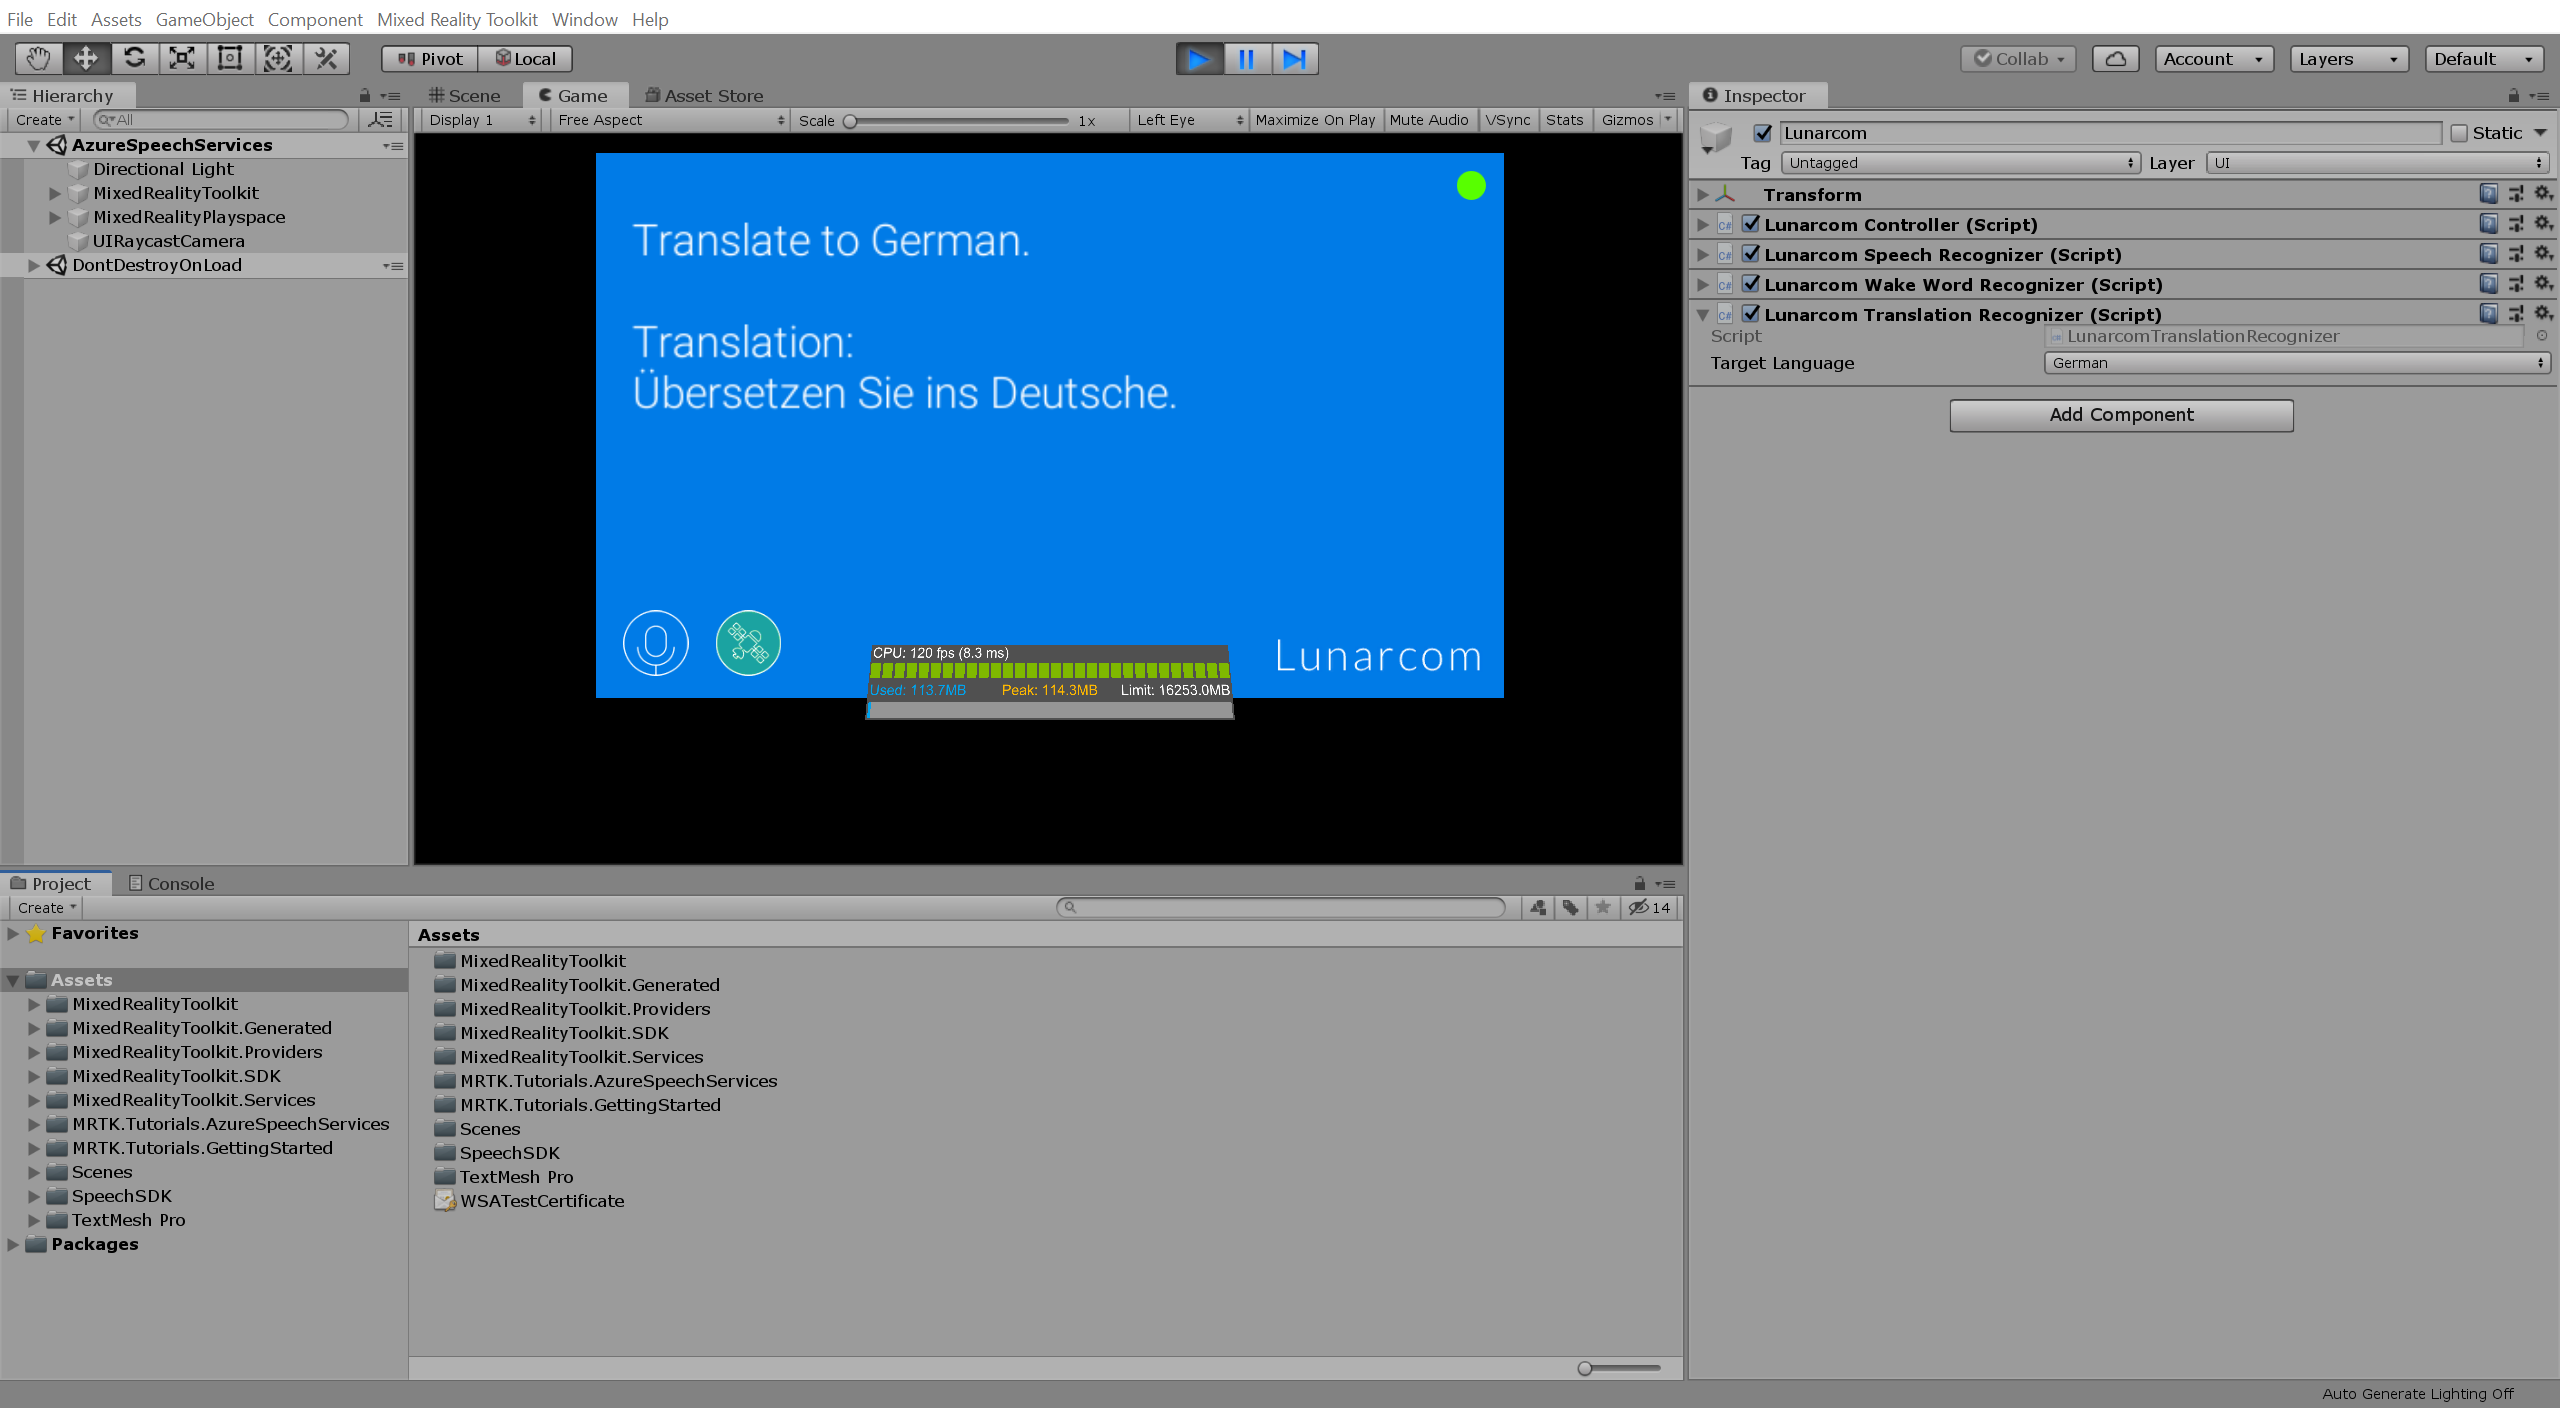 File Edit Assets GameObject Component Mixed Reality Toolkit Window Help
Pivot Local
Collab Account Layers Default
Hierarchy
Create All
AzureSpeechServices
Directional Light
MixedRealityToolkit
MixedRealityPlayspace
UIRaycastCamera
DontDestroyOnLoad
Scene Game Asset Store
Display 1 Free Aspect Scale 1x Left Eye Maximize On Play Mute Audio VSync Stats Gizmos
Translate to German.
Translation:
Übersetzen Sie ins Deutsche.
Lunarcom
CPU: 120 fps (8.3 ms)
Used: 113.7MB Peak: 114.3MB Limit: 16253.0MB
Inspector
Lunarcom Static
Tag Untagged Layer UI
Transform
Lunarcom Controller (Script)
Lunarcom Speech Recognizer (Script)
Lunarcom Wake Word Recognizer (Script)
Lunarcom Translation Recognizer (Script)
Script LunarcomTranslationRecognizer
Target Language German
Add Component
Project Console
Create 14
Favorites
Assets
MixedRealityToolkit
MixedRealityToolkit.Generated
MixedRealityToolkit.Providers
MixedRealityToolkit.SDK
MixedRealityToolkit.Services
MRTK.Tutorials.AzureSpeechServices
MRTK.Tutorials.GettingStarted
Scenes
SpeechSDK
TextMesh Pro
Packages
Assets
MixedRealityToolkit
MixedRealityToolkit.Generated
MixedRealityToolkit.Providers
MixedRealityToolkit.SDK
MixedRealityToolkit.Services
MRTK.Tutorials.AzureSpeechServices
MRTK.Tutorials.GettingStarted
Scenes
SpeechSDK
TextMesh Pro
WSATestCertificate
Auto Generate Lighting Off